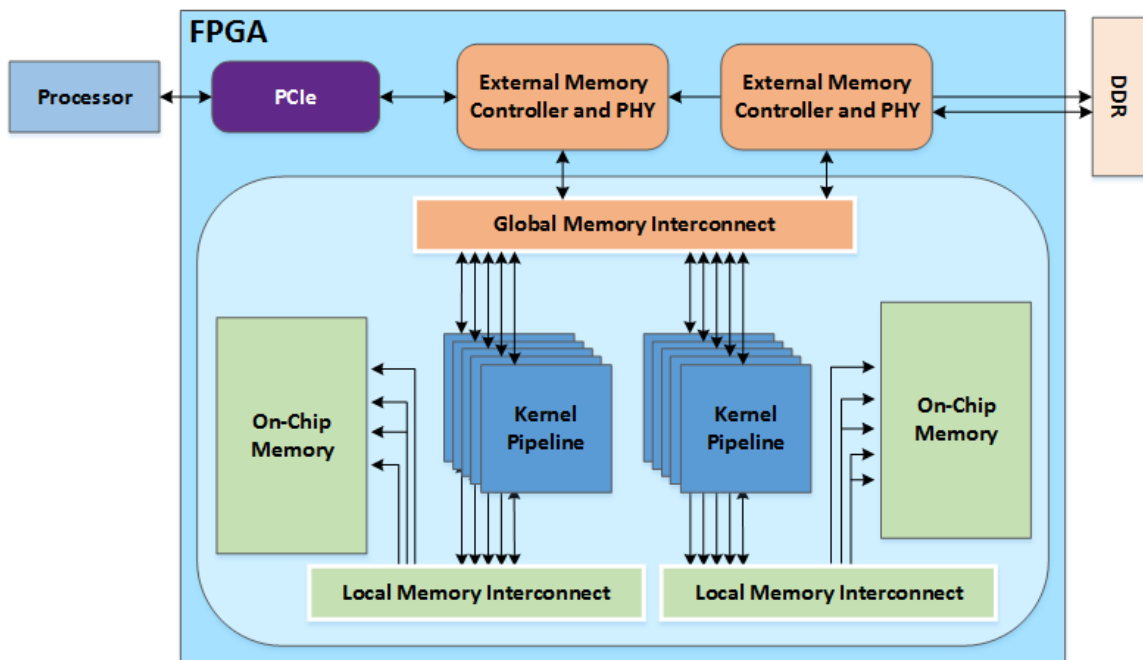 FPGA
Processor
PCIe
External Memory
Controller and PHY
External Memory
Controller and PHY
DDR
Global Memory Interconnect
On-Chip
Memory
Kernel
Pipeline
Kernel
Pipeline
On-Chip
Memory
Local Memory Interconnect
Local Memory Interconnect